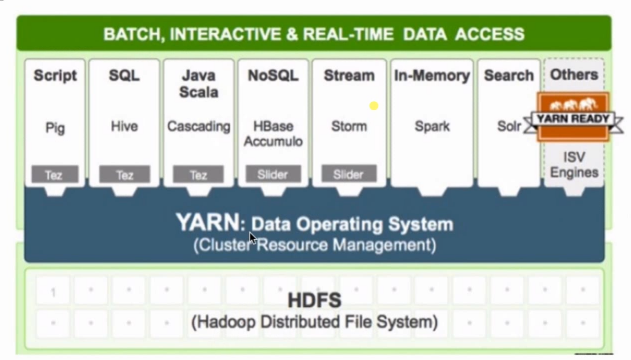 BATCH, INTERACTIVE & REAL-TIME DATA ACCESS
Script
Pig
Tez
SQL
Hive
Tez
Java
Scala
Cascading
Tez
NoSQL
HBase
Accumulo
Slider
Stream
Storm
Slider
In-Memory
Spark
Search
Solr
Others
YARN READY
ISV
Engines
YARN: Data Operating System
(Cluster Resource Management)
1
HDFS
(Hadoop Distributed File System)